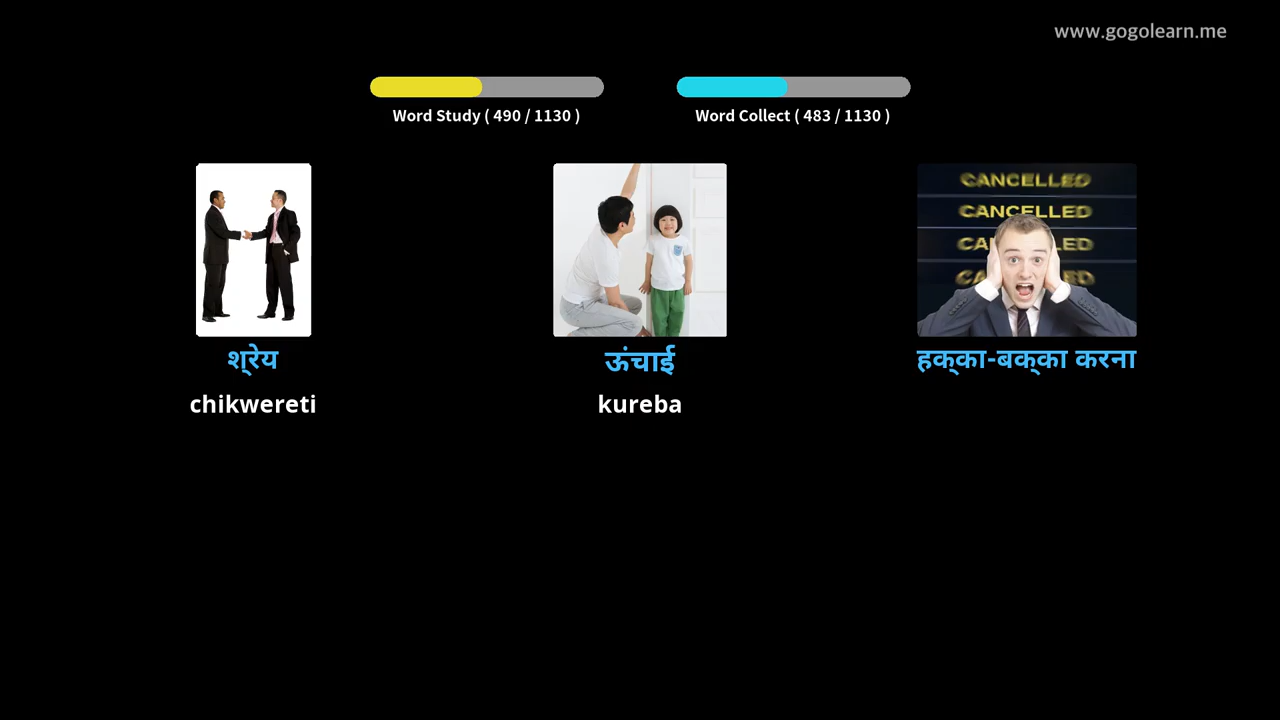 www.gogolearn.me
Word Study ( 490 / 1130 )
Word Collect ( 483 / 1130 )
CANCELLED
CANCELLED
श्रेय
ऊंचाई
हक्का-बक्का करना
chikwereti
kureba